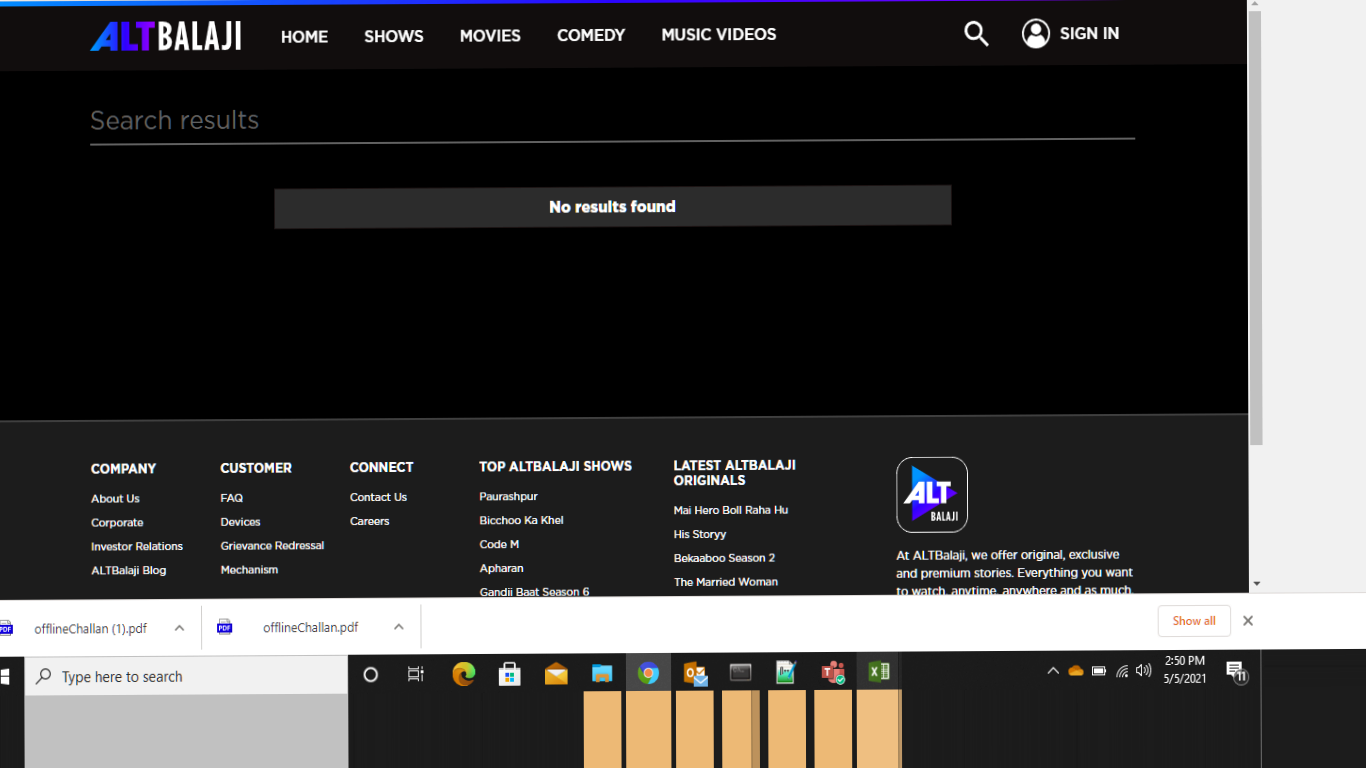 ALTBALAJI HOME SHOWS MOVIES COMEDY MUSIC VIDEOS SIGN IN
Search results
No results found
COMPANY
About Us
Corporate
Investor Relations
ALTBalaji Blog
CUSTOMER
FAQ
Devices
Grievance Redressal
Mechanism
CONNECT
Contact Us
Careers
TOP ALTBALAJI SHOWS
Paurashpur
Bicchoo Ka Khel
Code M
Apharan
Gandii Baat Season 6
LATEST ALTBALAJI
ORIGINALS
Mai Hero Boll Raha Hu
His Storyy
Bekaaboo Season 2
The Married Woman
ALT
BALAJI
At ALTBalaji, we offer original, exclusive
and premium stories. Everything you want
to watch, anytime, anywhere and as much
PDF offlineChallan (1).pdf PDF offlineChallan.pdf Show all
Type here to search
2:50 PM
5/5/2021
11